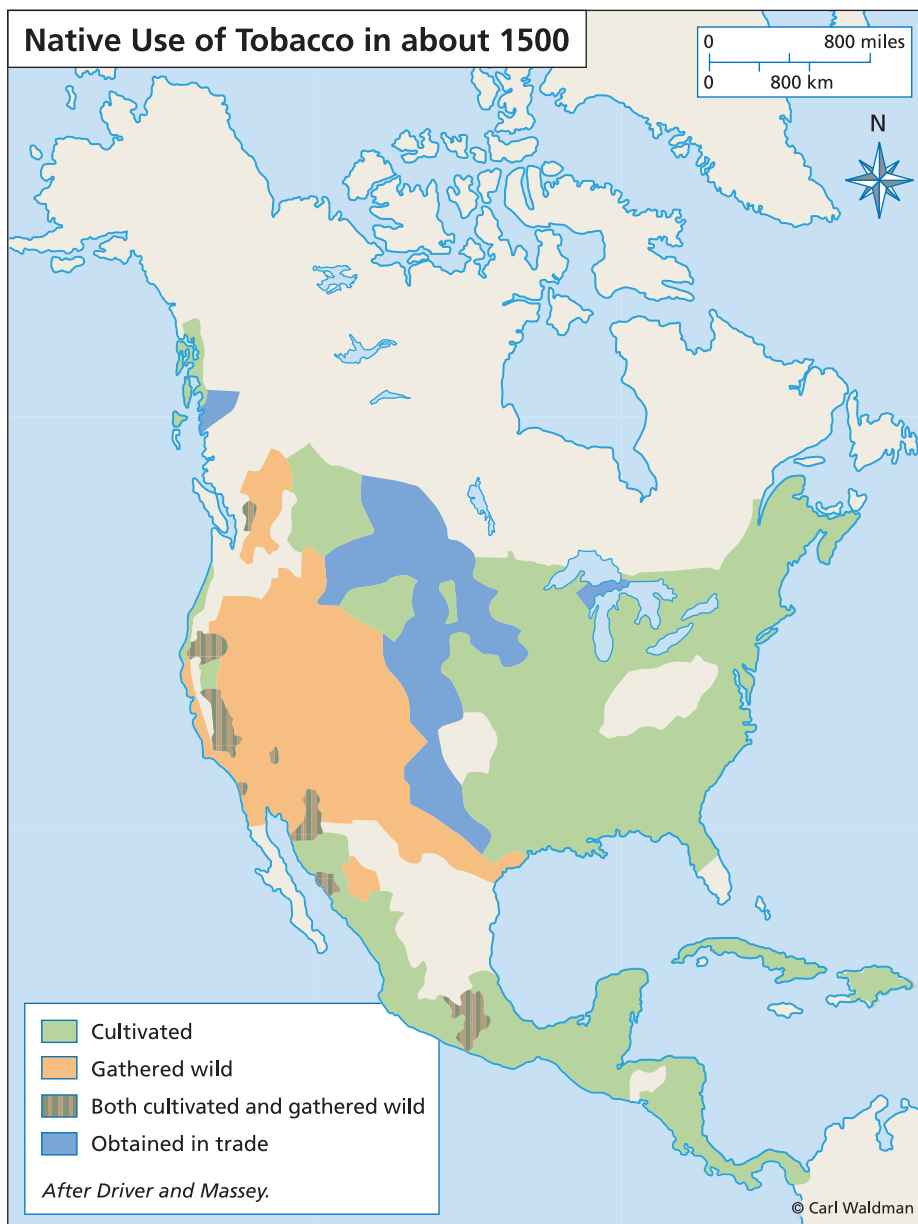 Native Use of Tobacco in about 1500
0 800 miles
0 800 km
N
Cultivated
Gathered wild
Both cultivated and gathered wild
Obtained in trade
After Driver and Massey.
© Carl Waldman